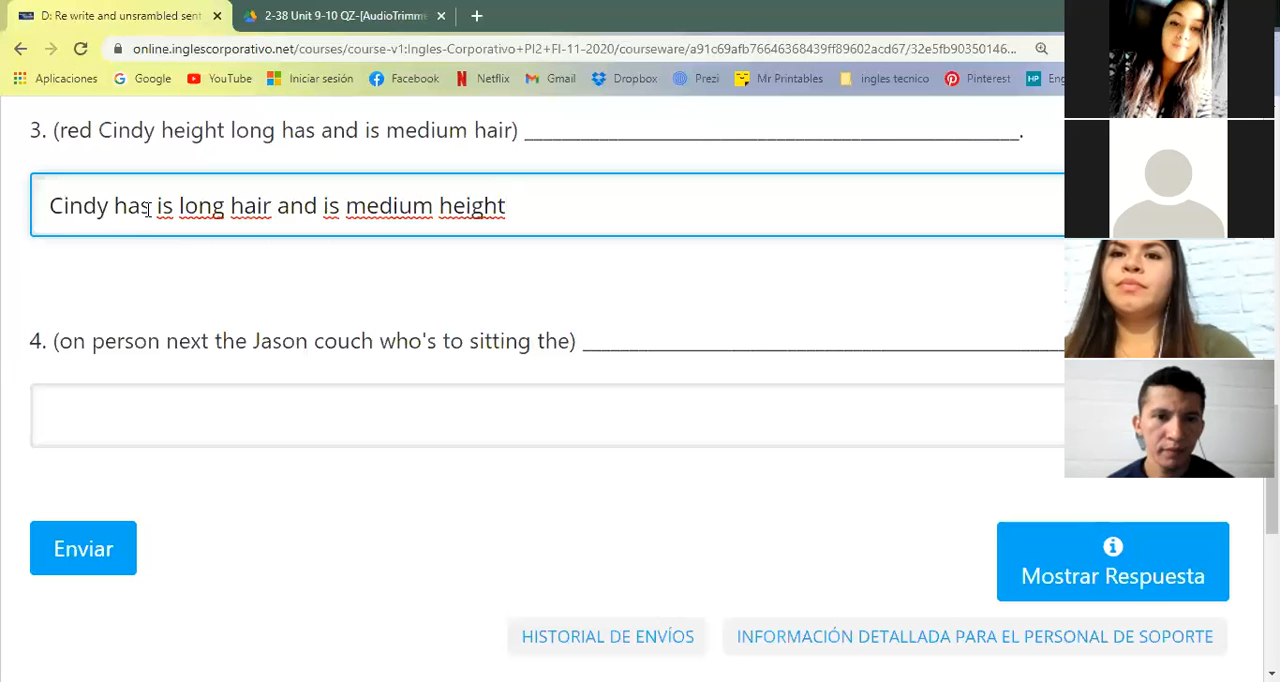 D: Re write and unsrambled sent
2-38 Unit 9-10 QZ-[AudioTrimme
online.inglescorporativo.net/courses/course-v1:Ingles-Corporativo+PI2+FI-11-2020/courseware/a91c69afb76646368439ff89602acd67/32e5fb90350146...
Aplicaciones Google YouTube Iniciar sesión Facebook Netflix Gmail Dropbox Prezi Mr Printables ingles tecnico Pinterest HP Eng
3. (red Cindy height long has and is medium hair) ____________________.
Cindy has is long hair and is medium height
4. (on person next the Jason couch who's to sitting the) ____________________
Enviar
Mostrar Respuesta
HISTORIAL DE ENVÍOS INFORMACIÓN DETALLADA PARA EL PERSONAL DE SOPORTE